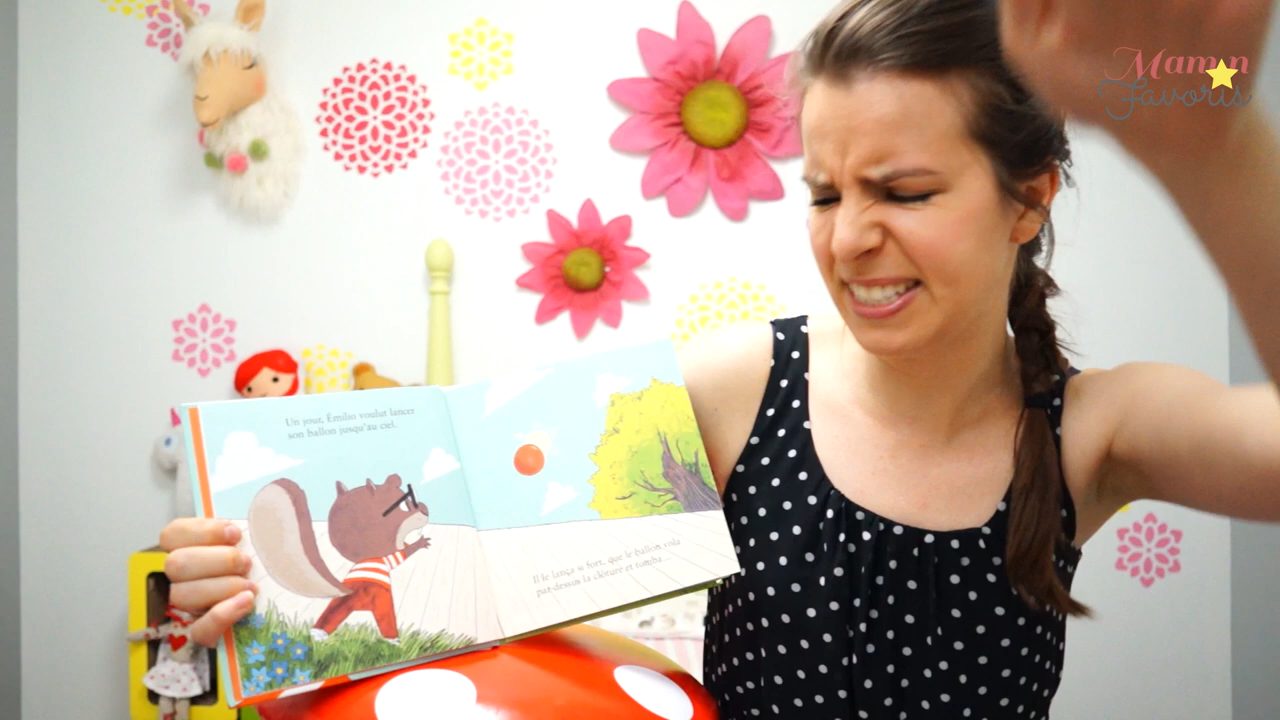 Maman
Favoris
Un jour, Émilio voulut lancer
son ballon jusqu'au ciel.
Il le lança si fort, que le ballon vola
par-dessus la clôture et tomba...